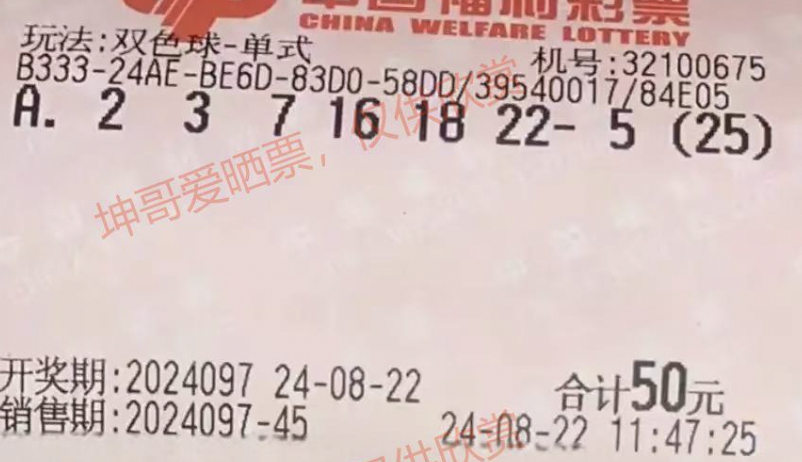 中国福利彩票
CHINA WELFARE LOTTERY
玩法:双色球-单式
机号:32100675
B333-24AE-BE6D-83D0-58DD/39540017/84E05
A. 2 3 7 16 18 22- 5 (25)
坤哥爱晒票，仅供欣赏
开奖期:2024097 24-08-22
合计50元
销售期:2024097-45
24-08-22 11:47:25
仅供欣赏